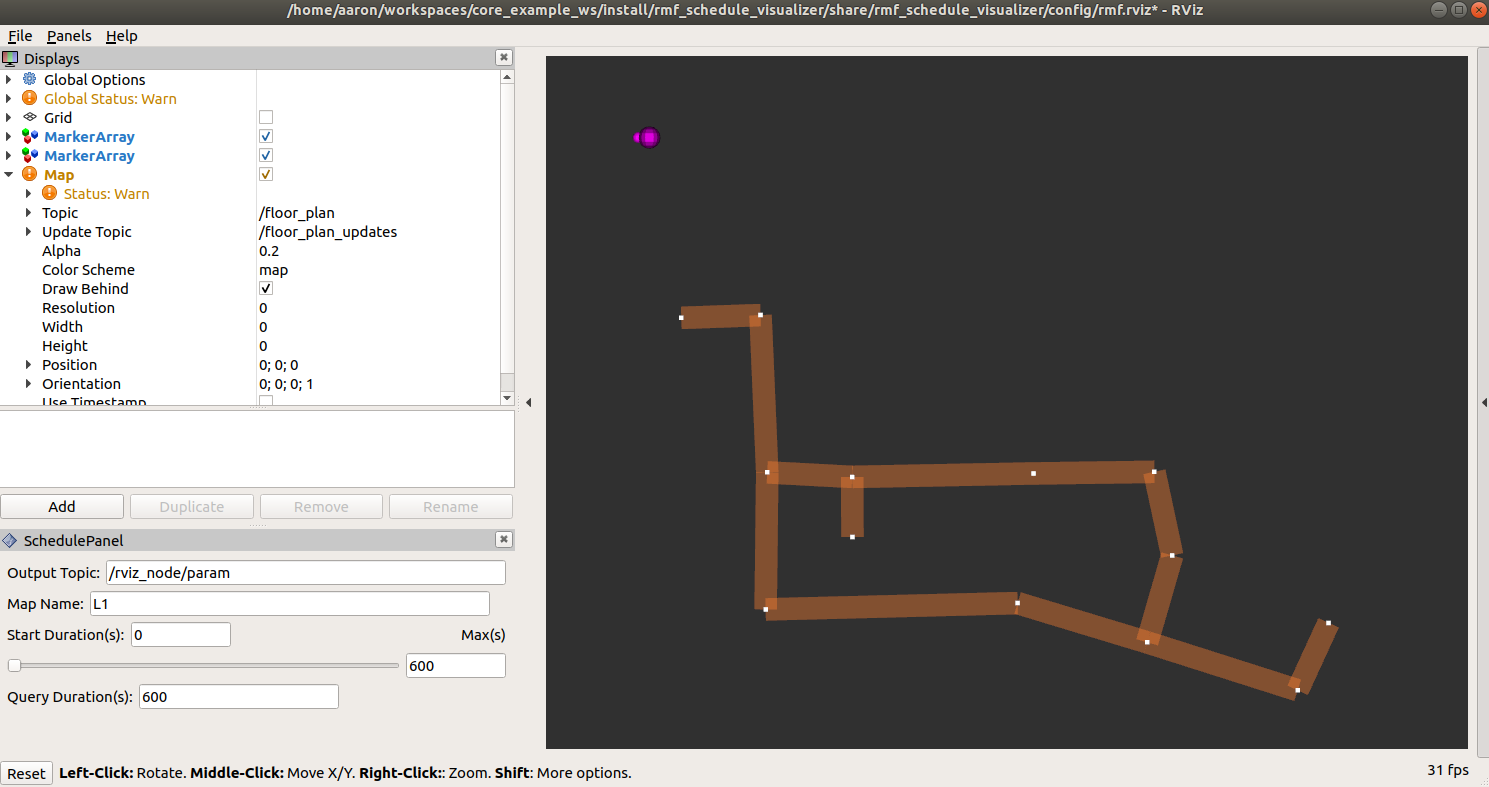 /home/aaron/workspaces/core_example_ws/install/rmf_schedule_visualizer/share/rmf_schedule_visualizer/config/rmf.rviz* - RViz
File Panels Help
Displays
Global Options
Global Status: Warn
Grid
MarkerArray
MarkerArray
Map
Status: Warn
Topic /floor_plan
Update Topic /floor_plan_updates
Alpha 0.2
Color Scheme map
Draw Behind
Resolution 0
Width 0
Height 0
Position 0; 0; 0
Orientation 0; 0; 0; 1
Use Timestamp
Add Duplicate Remove Rename
SchedulePanel
Output Topic: /rviz_node/param
Map Name: L1
Start Duration(s): 0 Max(s)
600
Query Duration(s): 600
Reset Left-Click: Rotate. Middle-Click: Move X/Y. Right-Click:: Zoom. Shift: More options. 31 fps